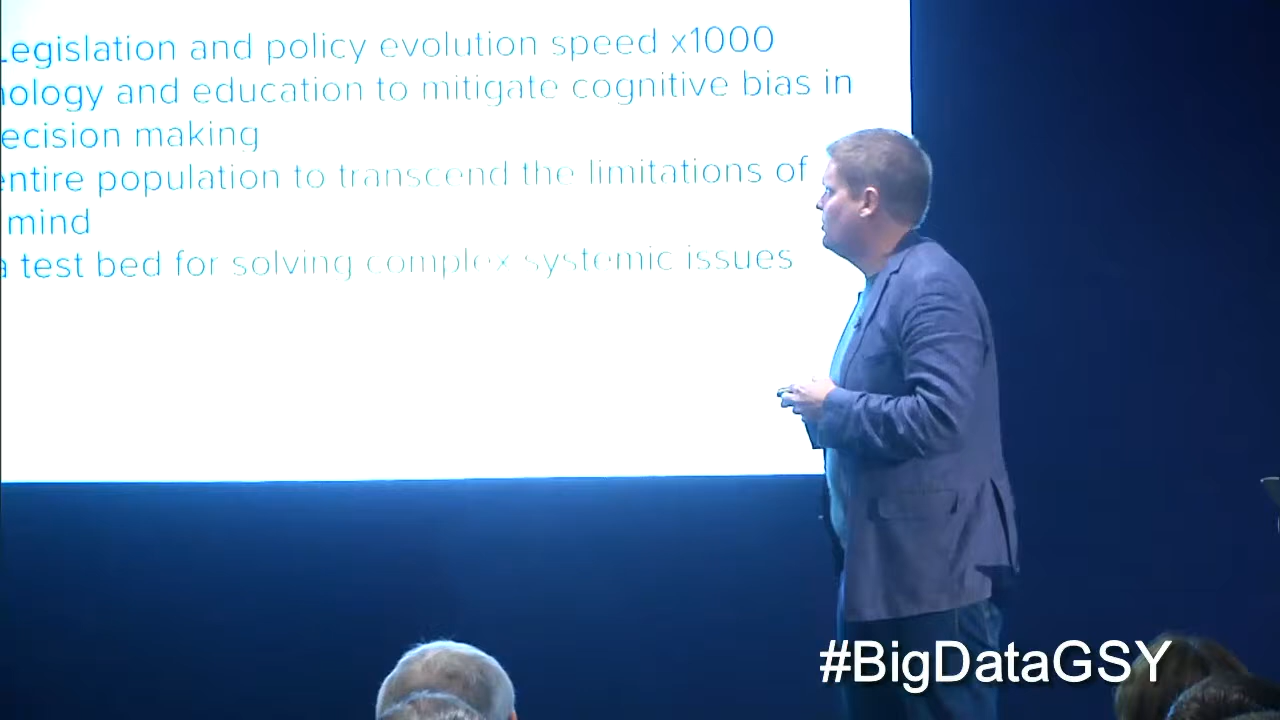 Legislation and policy evolution speed x1000
nology and education to mitigate cognitive bias in
ecision making
entire population to transcend the limitations of
mind
a test bed for solving complex systemic issues
#BigDataGSY